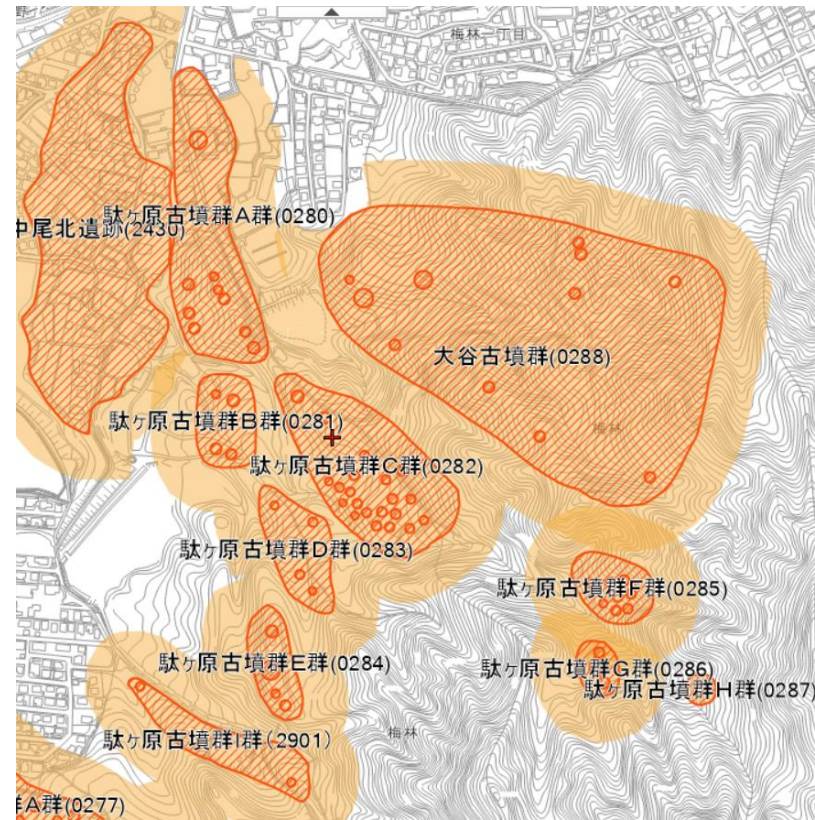 梅林一丁目
駄ヶ原古墳群A群(0280)
中尾北遺跡(2430)
大谷古墳群(0288)
駄ヶ原古墳群B群(0281)
梅林
駄ヶ原古墳群C群(0282)
駄ヶ原古墳群D群(0283)
駄ヶ原古墳群F群(0285)
駄ヶ原古墳群E群(0284)
駄ヶ原古墳群G群(0286)
駄ヶ原古墳群H群(0287)
梅林
駄ヶ原古墳群I群(2901)
群A群(0277)